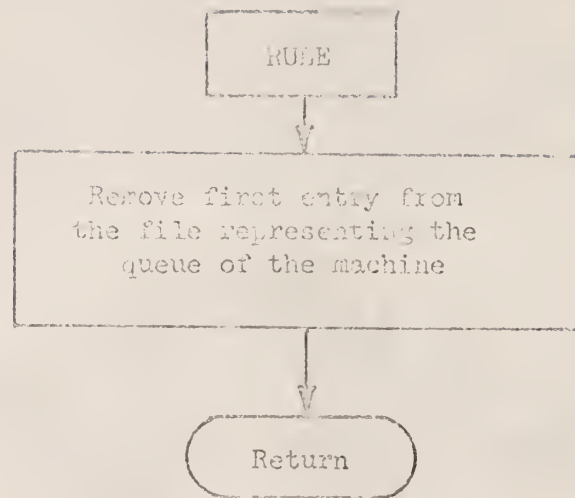 RULE
Remove first entry from
the file representing the
queue of the machine
Return